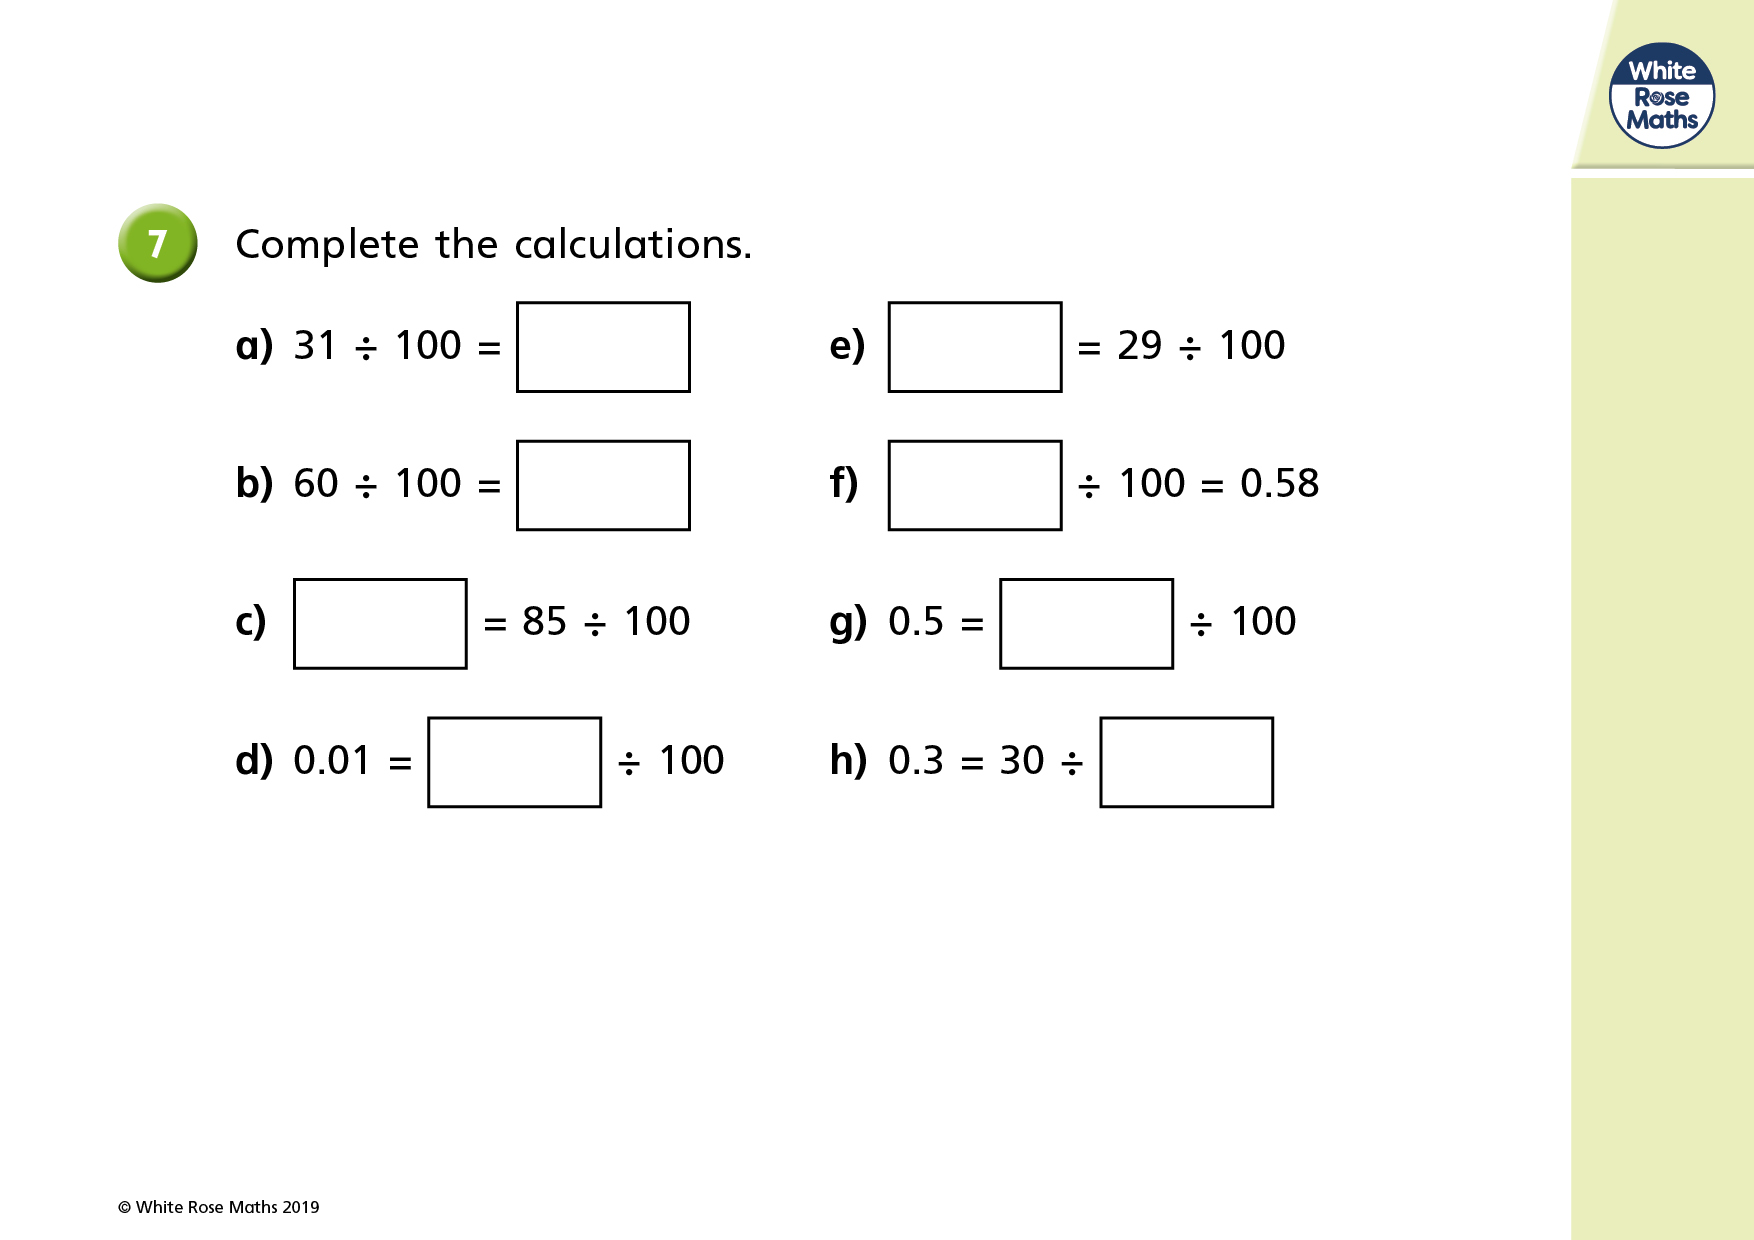 White
Rose
Maths
7 Complete the calculations.
a) 31 ÷ 100 =
b) 60 ÷ 100 =
c) = 85 ÷ 100
d) 0.01 = ÷ 100
e) = 29 ÷ 100
f) ÷ 100 = 0.58
g) 0.5 = ÷ 100
h) 0.3 = 30 ÷
© White Rose Maths 2019